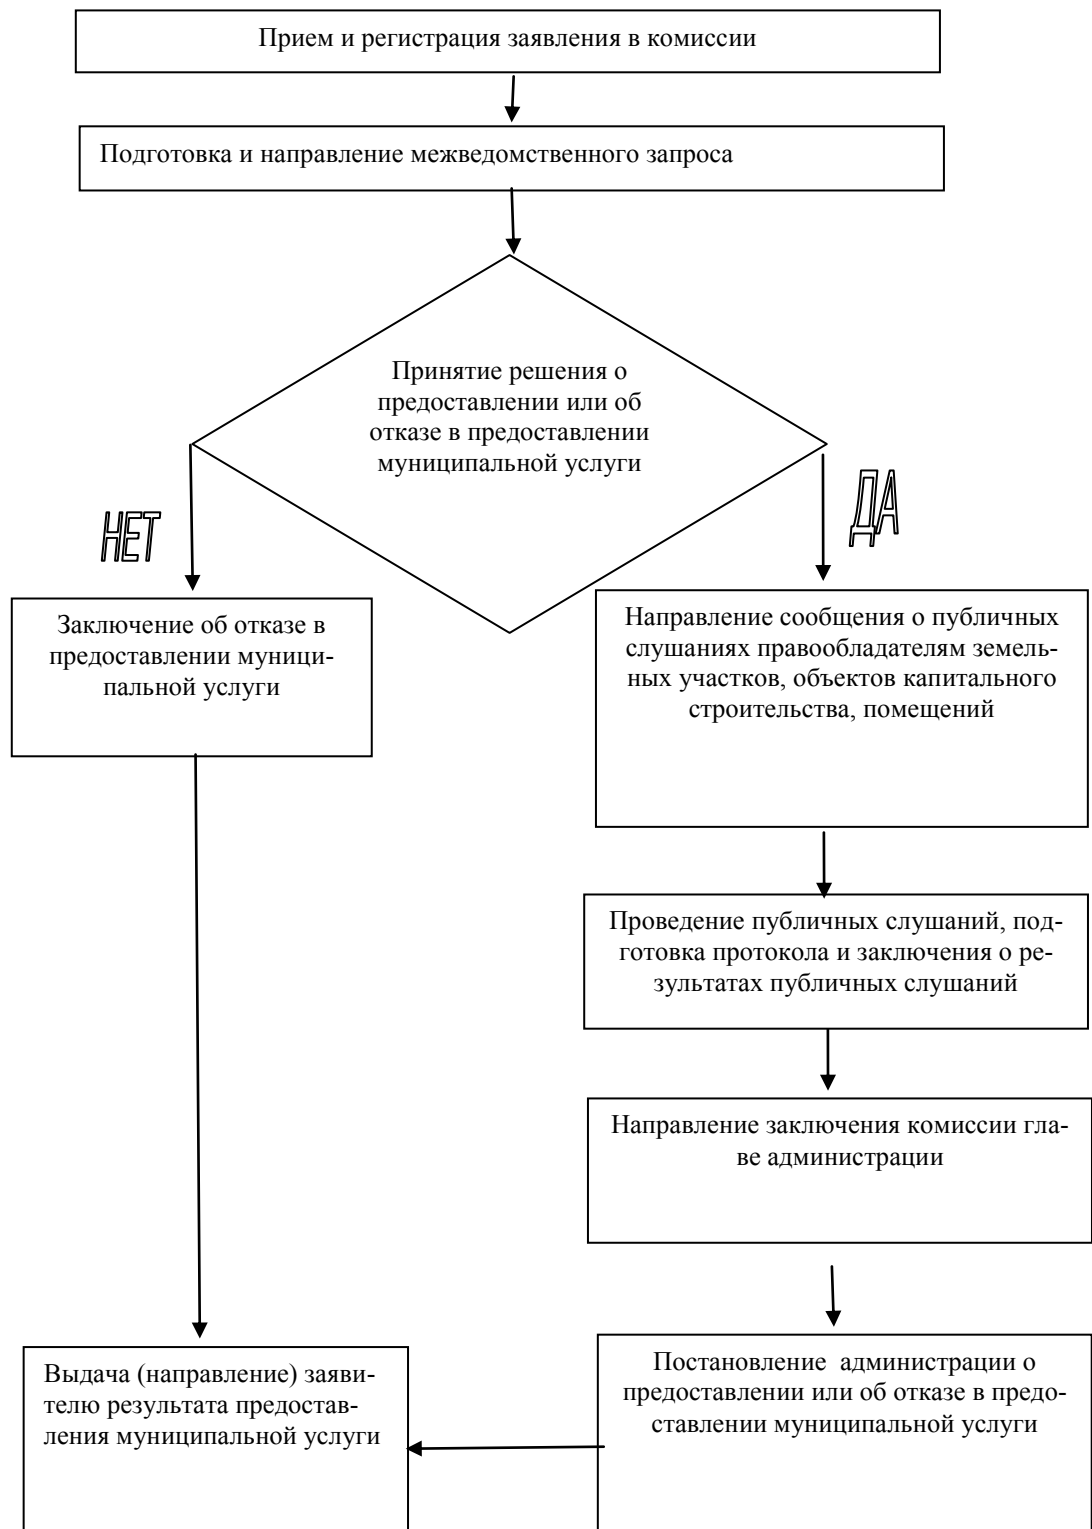 Прием и регистрация заявления в комиссии
Подготовка и направление межведомственного запроса
Принятие решения о
предоставлении или об
отказе в предоставлении
муниципальной услуги
НЕТ
ДА
Заключение об отказе в
предоставлении муници-
пальной услуги
Направление сообщения о публичных
слушаниях правообладателям земель-
ных участков, объектов капитального
строительства, помещений
Проведение публичных слушаний, под-
готовка протокола и заключения о ре-
зультатах публичных слушаний
Направление заключения комиссии гла-
ве администрации
Выдача (направление) заяви-
телю результата предостав-
ления муниципальной услуги
Постановление  администрации о
предоставлении или об отказе в предо-
ставлении муниципальной услуги